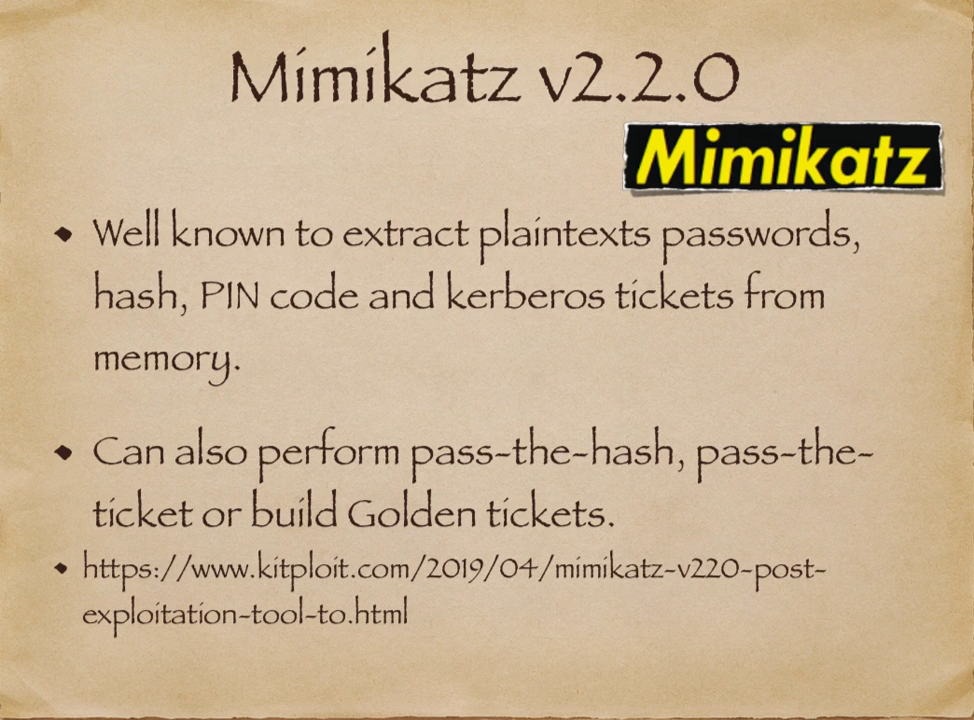 Mimikatz v2.2.0
Mimikatz
• Well known to extract plaintexts passwords,
hash, PIN code and kerberos tickets from
memory.
• Can also perform pass-the-hash, pass-the-
ticket or build Golden tickets.
• https://www.kitploit.com/2019/04/mimikatz-v220-post-
exploitation-tool-to.html